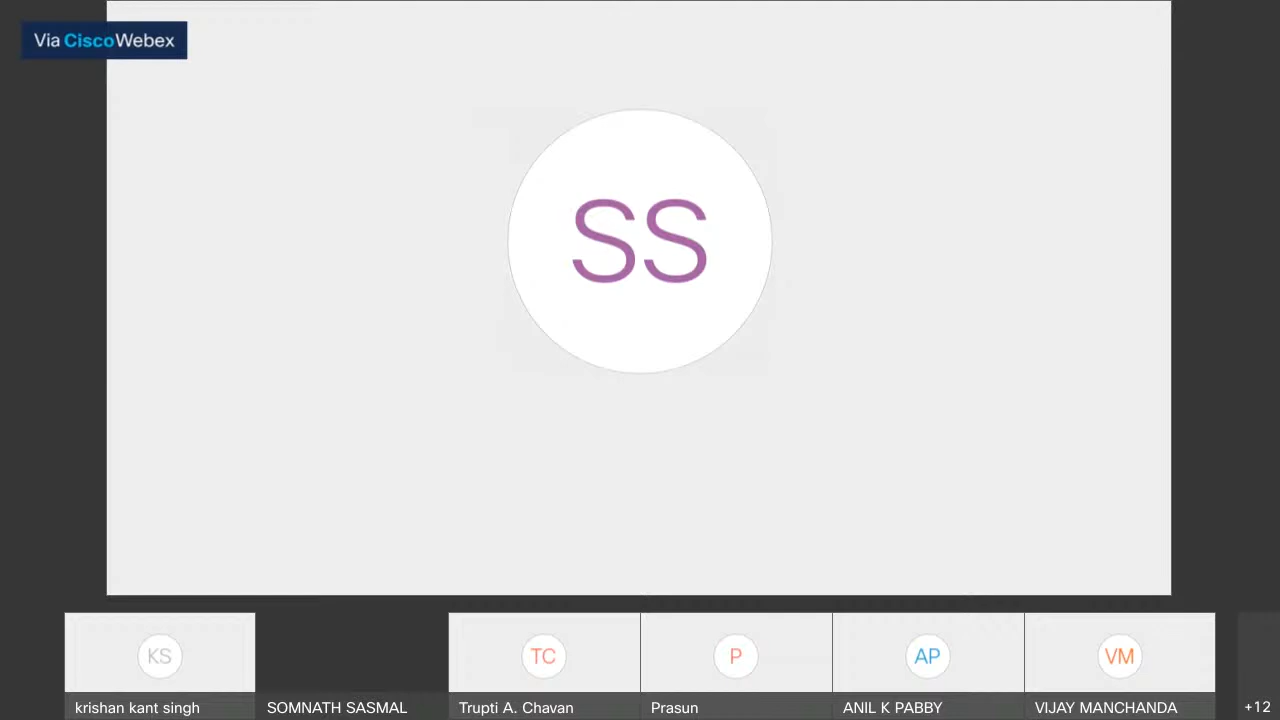 Via CiscoWebex
SS
KS
TC
P
AP
VM
krishan kant singh
SOMNATH SASMAL
Trupti A. Chavan
Prasun
ANIL K PABBY
VIJAY MANCHANDA
+12